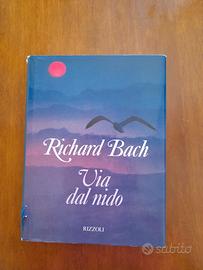 Richard Bach
Via
dal nido
RIZZOLI
subito